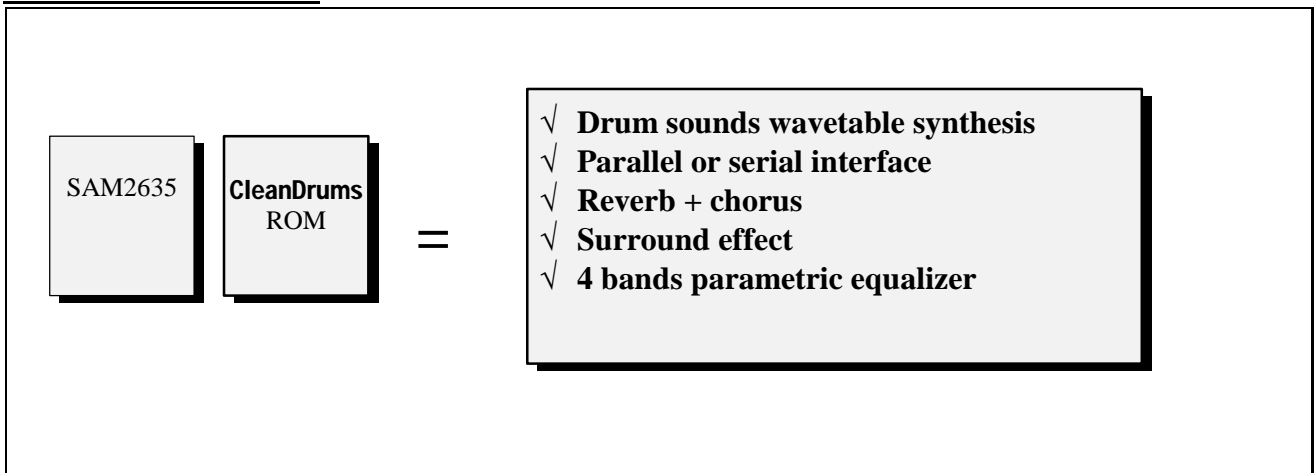 SAM2635
CleanDrums
ROM
=
√ Drum sounds wavetable synthesis
√ Parallel or serial interface
√ Reverb + chorus
√ Surround effect
√ 4 bands parametric equalizer